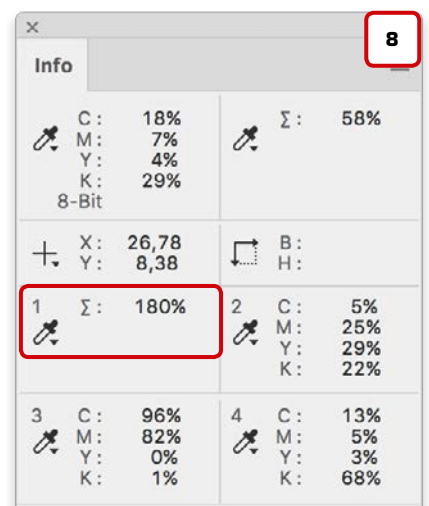 8
Info
C: 18%
M: 7%
Y: 4%
K: 29%
8-Bit
Σ: 58%
X: 26,78
Y: 8,38
B:
H:
1 Σ: 180%
2 C: 5%
M: 25%
Y: 29%
K: 22%
3 C: 96%
M: 82%
Y: 0%
K: 1%
4 C: 13%
M: 5%
Y: 3%
K: 68%